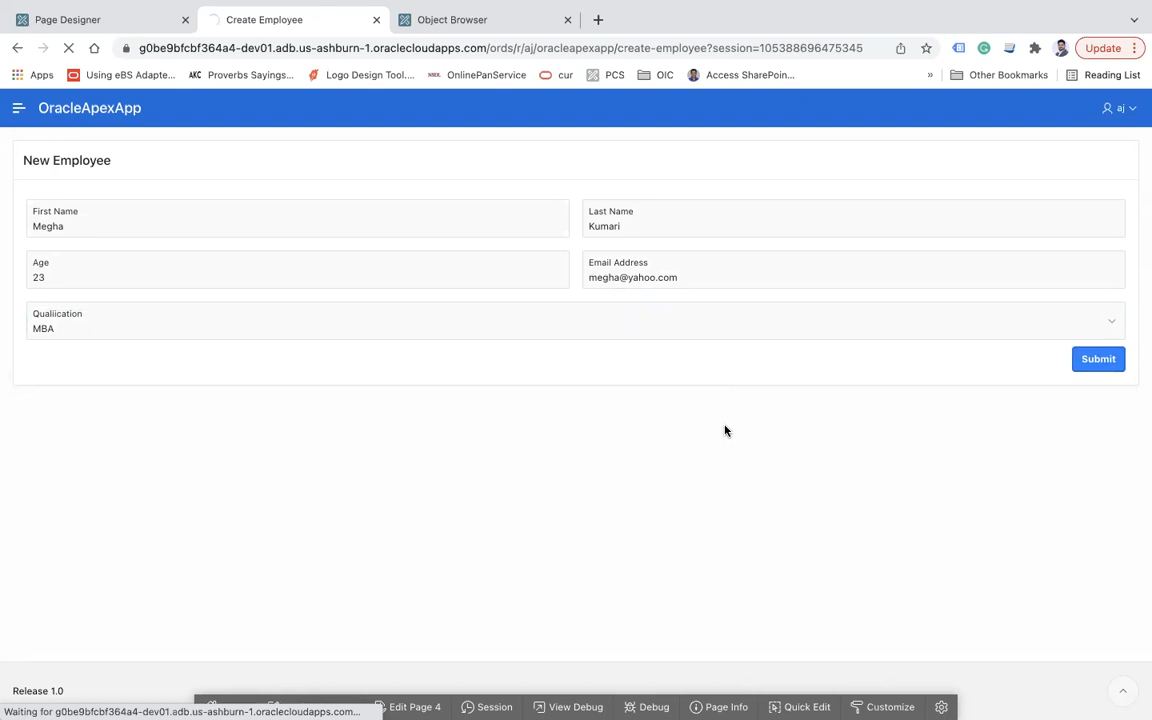 Page Designer
Create Employee
Object Browser
g0be9bfcbf364a4-dev01.adb.us-ashburn-1.oraclecloudapps.com/ords/r/aj/oracleapexapp/create-employee?session=105388696475345
Update
Apps
Using eBS Adapte...
AKC Proverbs Sayings...
Logo Design Tool....
OnlinePanService
cur
PCS
OIC
Access SharePoin...
»
Other Bookmarks
Reading List
OracleApexApp
aj
New Employee
First Name
Megha
Last Name
Kumari
Age
23
Email Address
megha@yahoo.com
Qualiication
MBA
Submit
Release 1.0
Waiting for g0be9bfcbf364a4-dev01.adb.us-ashburn-1.oraclecloudapps.com...
Edit Page 4
Session
View Debug
Debug
Page Info
Quick Edit
Customize